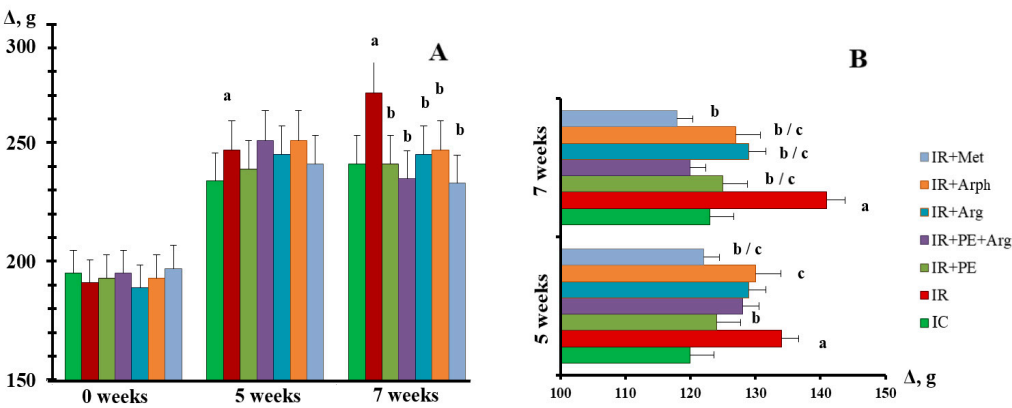 Δ, g
300
250
200
150
A
a
a
b
b
b
b
b
0 weeks
5 weeks
7 weeks
B
7 weeks
5 weeks
b
b / c
b / c
b / c
a
b / c
c
b
a
100
110
120
130
140
150
Δ, g
IR+Met
IR+Arph
IR+Arg
IR+PE+Arg
IR+PE
IR
IC